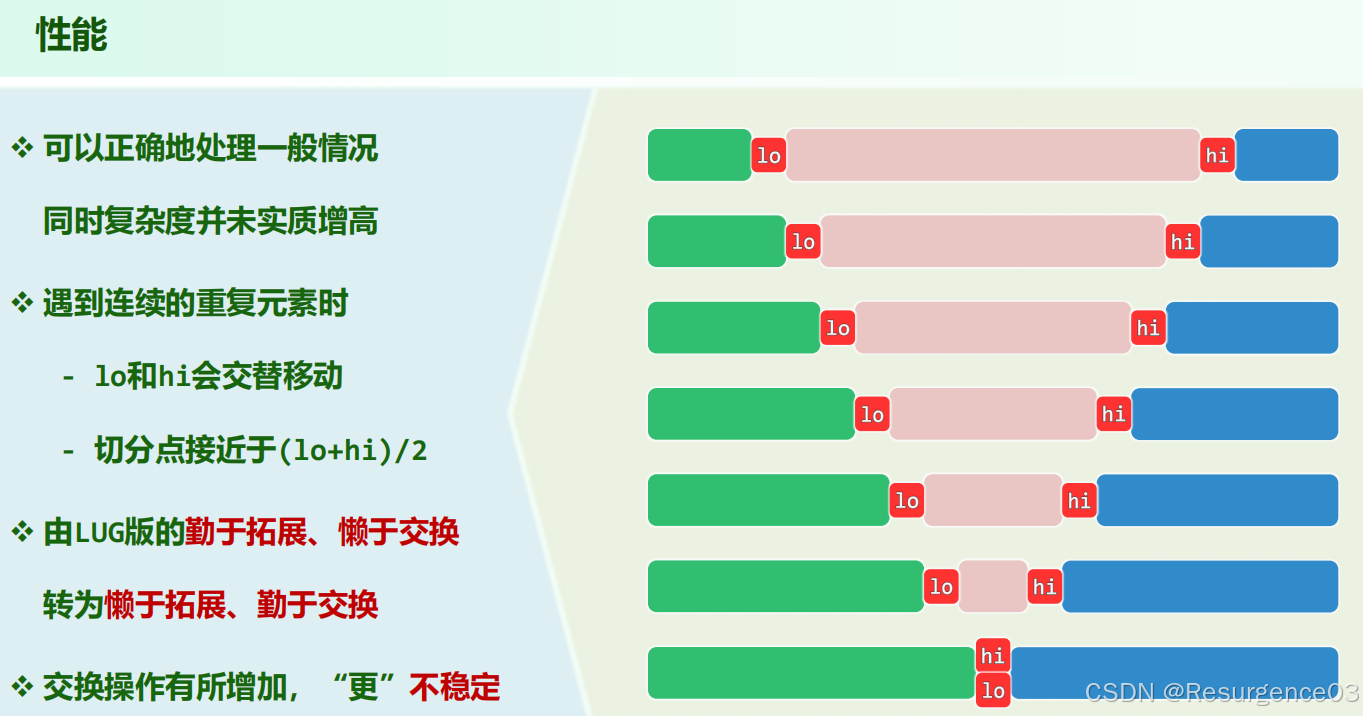 性能
❖ 可以正确地处理一般情况
同时复杂度并未实质增高
❖ 遇到连续的重复元素时
- lo和hi会交替移动
- 切分点接近于(lo+hi)/2
❖ 由LUG版的勤于拓展、懒于交换
转为懒于拓展、勤于交换
❖ 交换操作有所增加，“更”不稳定
lo hi
lo hi
lo hi
lo hi
lo hi
lo hi
hi
lo
CSDN @Resurgence03